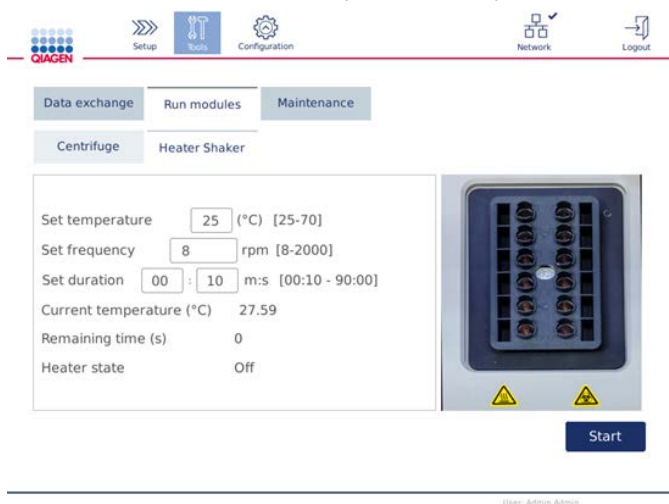 QIAGEN
Setup
Tools
Configuration
Network
Logout
Data exchange Run modules Maintenance
Centrifuge Heater Shaker
Set temperature 25 (°C) [25-70]
Set frequency 8 rpm [8-2000]
Set duration 00 : 10 m:s [00:10 - 90:00]
Current temperature (°C) 27.59
Remaining time (s) 0
Heater state Off
Start
User: Admin Admin